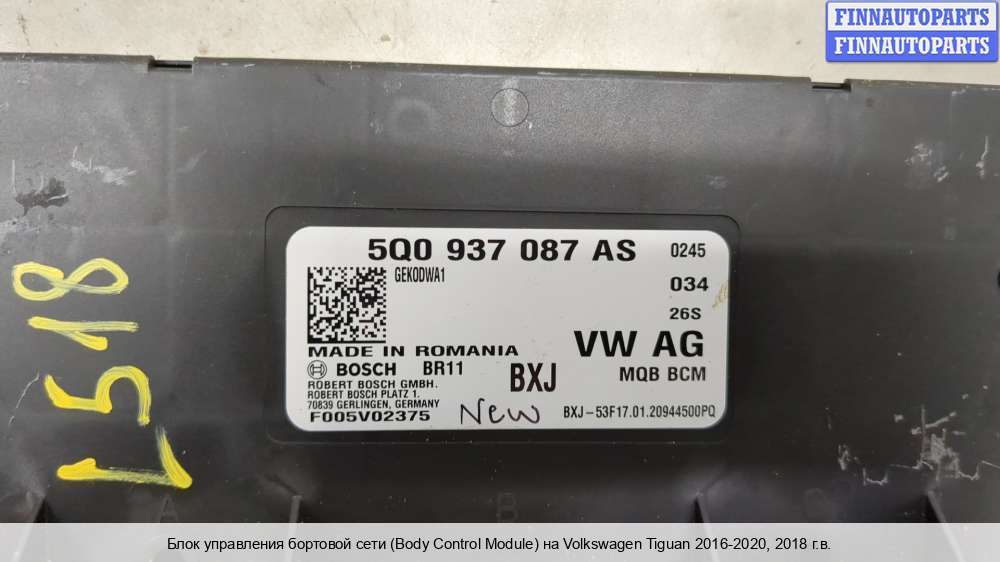 FINNAUTOPARTS
FINNAUTOPARTS
5Q0 937 087 AS 0245
GEKODWA1
034
26S
MADE IN ROMANIA
VW AG
BOSCH BR11 BXJ
MQB BCM
ROBERT BOSCH GMBH.
ROBERT BOSCH PLATZ 1.
70839 GERLINGEN, GERMANY
F005V02375
New
BXJ-53F17.01.20944500PQ
L518
A
B
Блок управления бортовой сети (Body Control Module) на Volkswagen Tiguan 2016-2020, 2018 г.в.